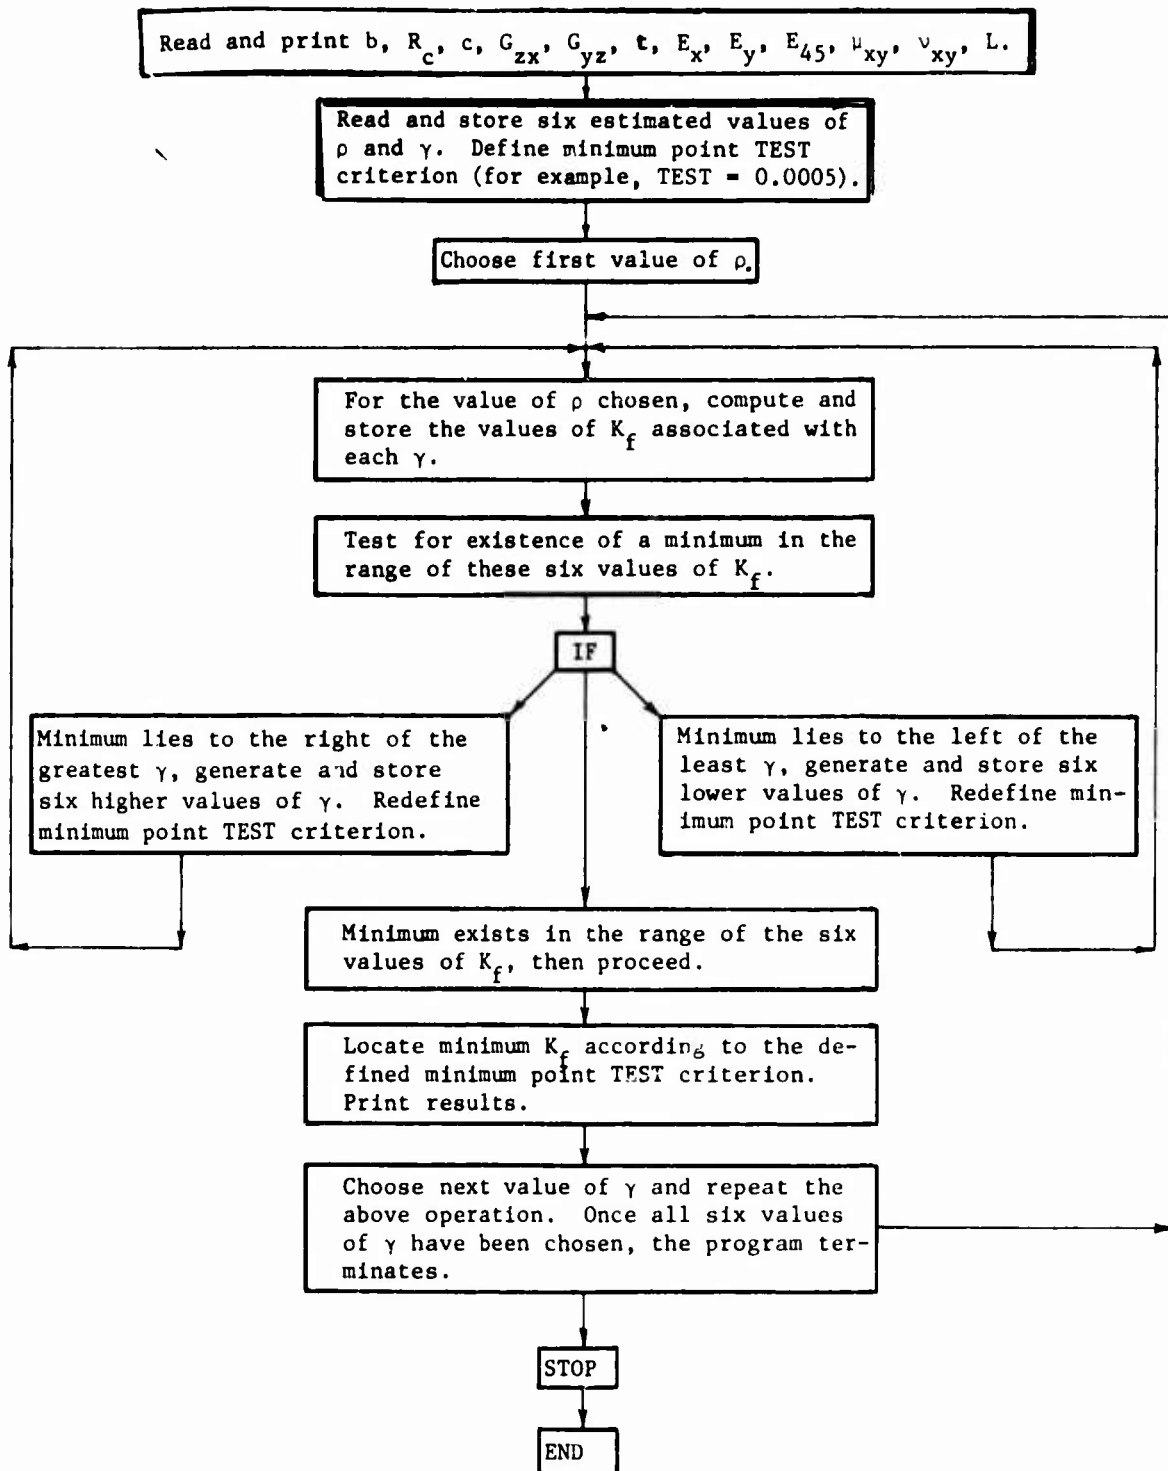 Read and print b, R_c, c, G_zx, G_yz, t, E_x, E_y, E_45, μ_xy, ν_xy, L.
Read and store six estimated values of
ρ and γ. Define minimum point TEST
criterion (for example, TEST = 0.0005).
Choose first value of ρ.
For the value of ρ chosen, compute and
store the values of K_f associated with
each γ.
Test for existence of a minimum in the
range of these six values of K_f.
IF
Minimum lies to the right of the
greatest γ, generate and store
six higher values of γ. Redefine
minimum point TEST criterion.
Minimum lies to the left of the
least γ, generate and store six
lower values of γ. Redefine min-
imum point TEST criterion.
Minimum exists in the range of the six
values of K_f, then proceed.
Locate minimum K_f according to the de-
fined minimum point TEST criterion.
Print results.
Choose next value of γ and repeat the
above operation. Once all six values
of γ have been chosen, the program ter-
minates.
STOP
END